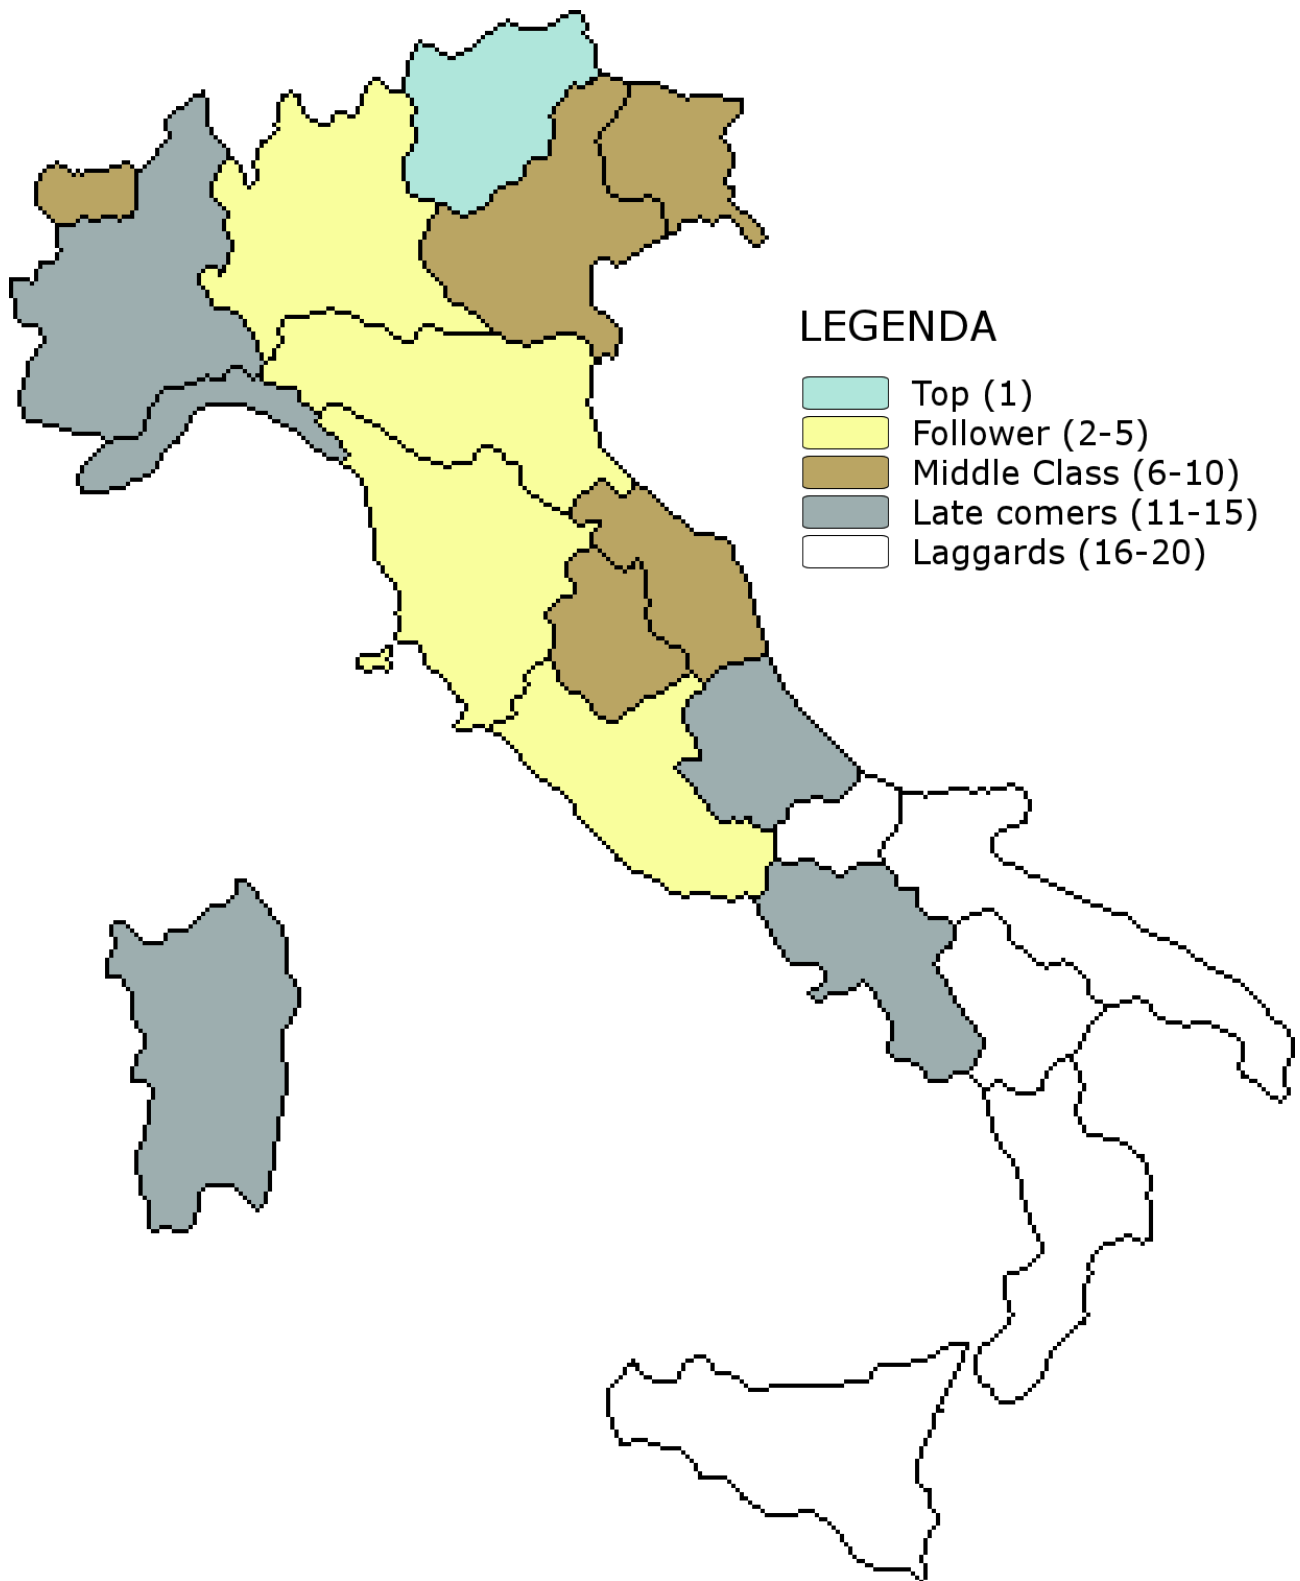 LEGENDA
Top (1)
Follower (2-5)
Middle Class (6-10)
Late comers (11-15)
Laggards (16-20)